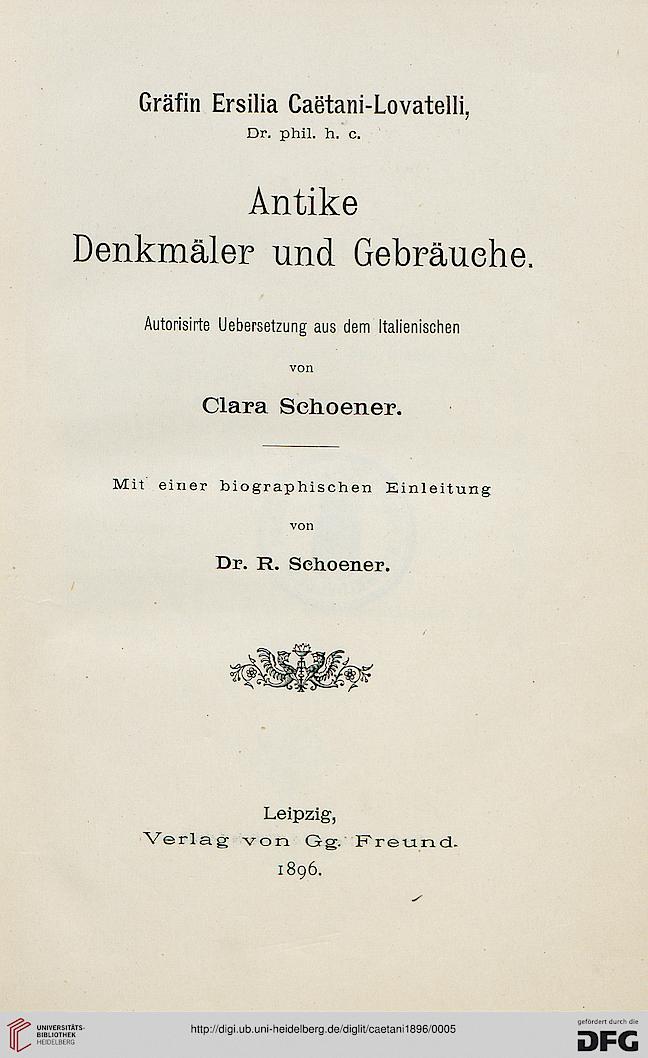 Gräfin Ersilia Caëtani-Lovatelli,
Dr. phil. h. c.
Antike
Denkmäler und Gebräuche.
Autorisirte Uebersetzung aus dem Italienischen
von
Clara Schoener.
Mit einer biographischen Einleitung
von
Dr. R. Schoener.
Leipzig,
Verlag von Gg. Freund.
1896.
UNIVERSITÄTS-
BIBLIOTHEK
HEIDELBERG
http://digi.ub.uni-heidelberg.de/diglit/caetani1896/0005
gefördert durch die
DFG